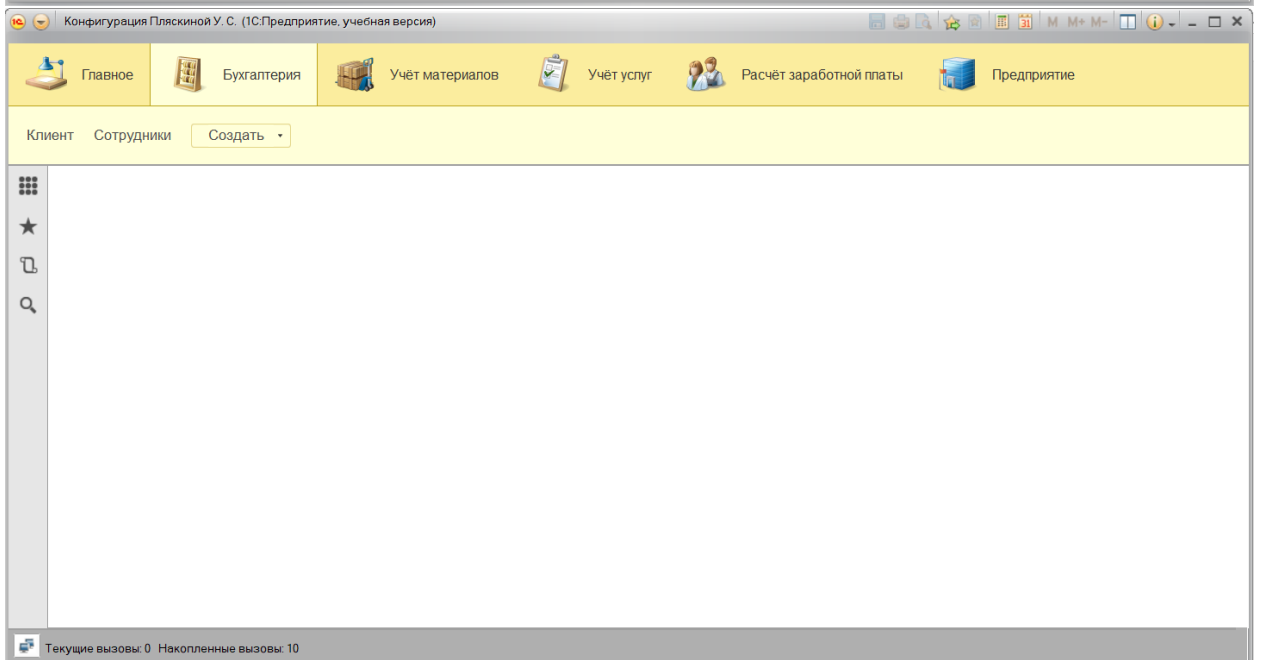 Конфигурация Пляскиной У. С. (1С:Предприятие, учебная версия)
31 M M+ M-
Главное Бухгалтерия Учёт материалов Учёт услуг Расчёт заработной платы Предприятие
Клиент Сотрудники Создать
Текущие вызовы: 0 Накопленные вызовы: 10